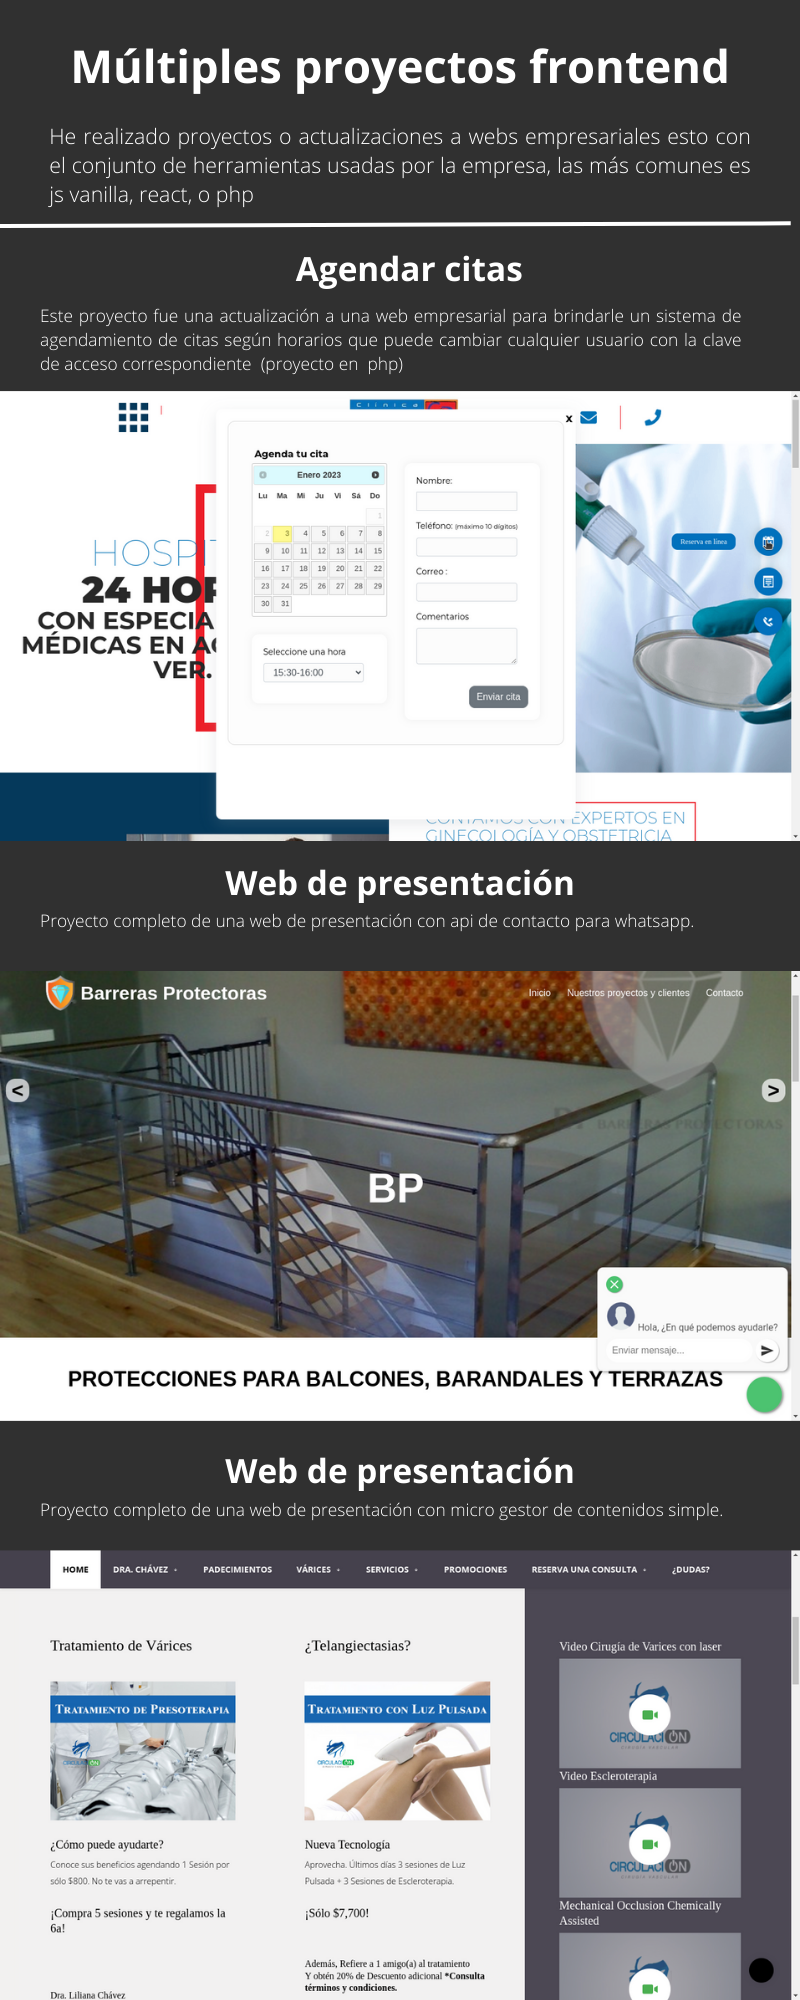 Múltiples proyectos frontend
He realizado proyectos o actualizaciones a webs empresariales esto con
el conjunto de herramientas usadas por la empresa, las más comunes es
js vanilla, react, o php
Agendar citas
Este proyecto fue una actualización a una web empresarial para brindarle un sistema de
agendamiento de citas según horarios que puede cambiar cualquier usuario con la clave
de acceso correspondiente (proyecto en php)
Clinica
x
Agenda tu cita
Enero 2023
Lu Ma Mi Ju Vi Sá Do
1
2 3 4 5 6 7 8
9 10 11 12 13 14 15
16 17 18 19 20 21 22
23 24 25 26 27 28 29
30 31
Seleccione una hora
15:30-16:00
Nombre:
Teléfono: (máximo 10 dígitos)
Correo :
Comentarios
Enviar cita
Reserva en línea
HOSPIT
24 HOR
CON ESPECIA
MÉDICAS EN AC
VER.
CONTAMOS CON EXPERTOS EN
GINECOLOGÍA Y OBSTETRICIA
Web de presentación
Proyecto completo de una web de presentación con api de contacto para whatsapp.
Barreras Protectoras
Inicio Nuestros proyectos y clientes Contacto
BARRERAS PROTECTORAS
< >
BP
Hola, ¿En qué podemos ayudarle?
Enviar mensaje...
PROTECCIONES PARA BALCONES, BARANDALES Y TERRAZAS
Web de presentación
Proyecto completo de una web de presentación con micro gestor de contenidos simple.
HOME DRA. CHÁVEZ + PADECIMIENTOS VÁRICES + SERVICIOS + PROMOCIONES RESERVA UNA CONSULTA + ¿DUDAS?
Tratamiento de Várices
TRATAMIENTO DE PRESOTERAPIA
CIRCULACIÓN
¿Cómo puede ayudarte?
Conoce sus beneficios agendando 1 Sesión por
sólo $800. No te vas a arrepentir.
¡Compra 5 sesiones y te regalamos la
6a!
Dra. Liliana Chávez
¿Telangiectasias?
TRATAMIENTO CON LUZ PULSADA
CIRCULACIÓN
Nueva Tecnología
Aprovecha. Últimos días 3 sesiones de Luz
Pulsada + 3 Sesiones de Escleroterapia.
¡Sólo $7,700!
Además, Refiere a 1 amigo(a) al tratamiento
Y obtén 20% de Descuento adicional *Consulta
términos y condiciones.
Video Cirugía de Varices con laser
CIRCULACIÓN
CIRUGÍA VASCULAR
Video Escleroterapia
CIRCULACIÓN
CIRUGÍA VASCULAR
Mechanical Occlusion Chemically
Assisted
CIRCULACIÓN